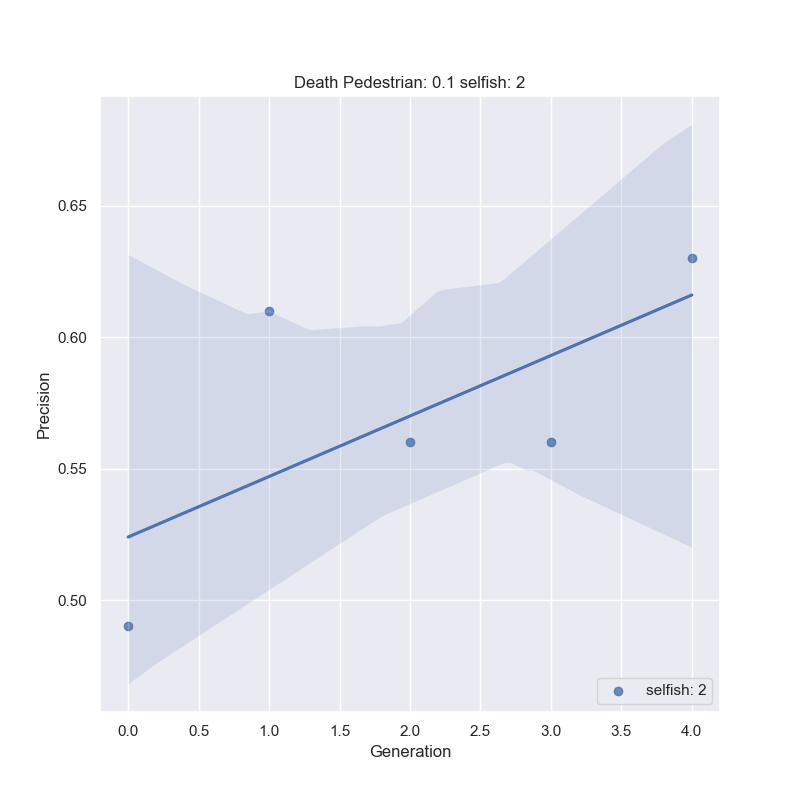 Death Pedestrian: 0.1 selfish: 2
Precision
0.65
0.60
0.55
0.50
selfish: 2
0.0 0.5 1.0 1.5 2.0 2.5 3.0 3.5 4.0
Generation